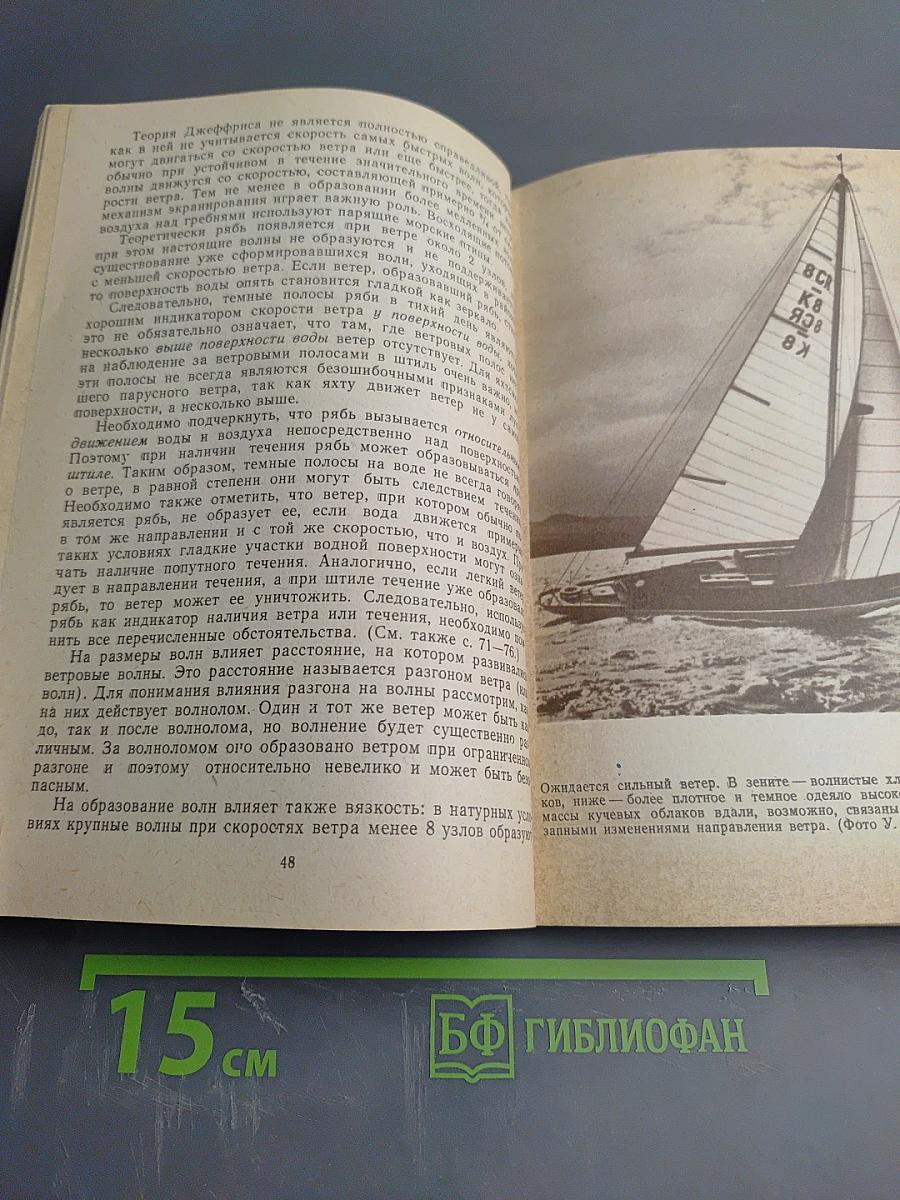 Теория Джеффриса не является полностью справедливой,
как в ней не учитывается скорость самых быстрых волн,
могут двигаться со скоростью ветра или еще быстрее,
обычно при устойчивом в течение значительного времени
волны движутся со скоростью, составляющей примерно
рости ветра. Тем не менее в образовании более медленных
механизм экранирования играет важную роль. Восходящие
воздуха над гребнями используют парящие морские птицы.
Теоретически рябь появляется при ветре около 2 узлов,
при этом настоящие волны не образуются и не
существование уже сформировавшихся волн, уходящих в
с меньшей скоростью ветра. Если ветер, образовавший рябь,
то поверхность воды опять становится гладкой как зеркало.
Следовательно, темные полосы ряби в тихий день
хорошим индикатором скорости ветра у поверхности воды,
это не обязательно означает, что там, где ветровых полос
несколько выше поверхности воды ветер отсутствует. Для
на наблюдение за ветровыми полосами в штиль очень важно,
эти полосы не всегда являются безошибочными признаками
шего парусного ветра, так как яхту движет ветер не у
поверхности, а несколько выше.
Необходимо подчеркнуть, что рябь вызывается относительным
движением воды и воздуха непосредственно над
Поэтому при наличии течения рябь может образовываться
штиле. Таким образом, темные полосы на воде не всегда
о ветре, в равной степени они могут быть следствием
Необходимо также отметить, что ветер, при котором обычно
является рябь, не образует ее, если вода движется
в том же направлении и с той же скоростью, что и воздух.
таких условиях гладкие участки водной поверхности могут
чать наличие попутного течения. Аналогично, если легкий ветер
дует в направлении течения, а при штиле течение уже
рябь, то ветер может ее уничтожить. Следовательно,
рябь как индикатор наличия ветра или течения, необходимо
нить все перечисленные обстоятельства. (См. также с. 71—76.)
На размеры волн влияет расстояние, на котором
ветровые волны. Это расстояние называется разгоном ветра
волн). Для понимания влияния разгона на волны рассмотрим,
на них действует волнолом. Один и тот же ветер может быть
до, так и после волнолома, но волнение будет существенно
личным. За волноломом оно образовано ветром при
разгоне и поэтому относительно невелико и может быть
пасным.
На образование волн влияет также вязкость: в натурных
виях крупные волны при скоростях ветра менее 8 узлов
48
8CR
K8
Ожидается сильный ветер. В зените — волнистые
ков, ниже — более плотное и темное одеяло
массы кучевых облаков вдали, возможно, связаны
запными изменениями направления ветра. (Фото У.
15 см
БФ ГИБЛИОФАН